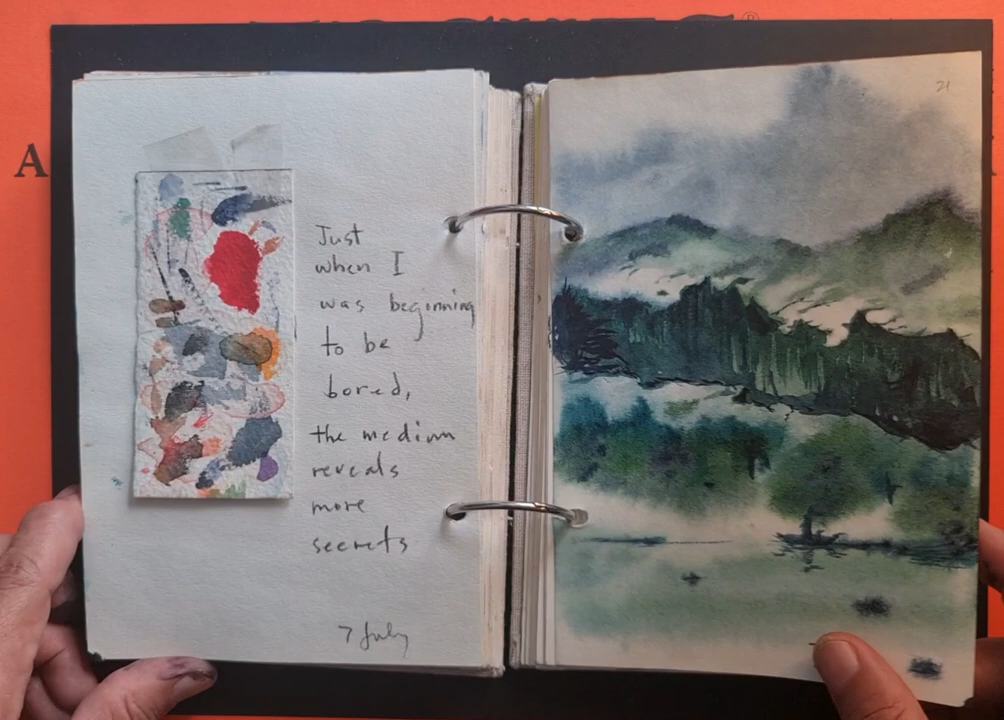 A
®
21
Just
when I
was beginning
to be
bored,
the medium
reveals
more
secrets
7 July